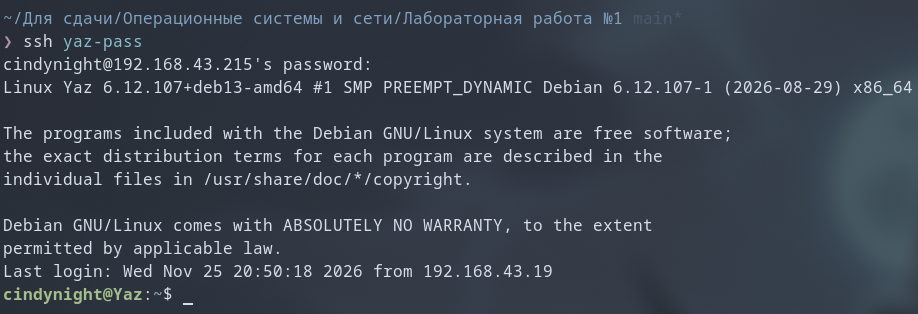 ~/Для сдачи/Операционные системы и сети/Лабораторная работа №1 main*
❯ ssh yaz-pass
cindynight@192.168.43.215's password:
Linux Yaz 6.12.107+deb13-amd64 #1 SMP PREEMPT_DYNAMIC Debian 6.12.107-1 (2026-08-29) x86_64
The programs included with the Debian GNU/Linux system are free software;
the exact distribution terms for each program are described in the
individual files in /usr/share/doc/*/copyright.
Debian GNU/Linux comes with ABSOLUTELY NO WARRANTY, to the extent
permitted by applicable law.
Last login: Wed Nov 25 20:50:18 2026 from 192.168.43.19
cindynight@Yaz:~$ _